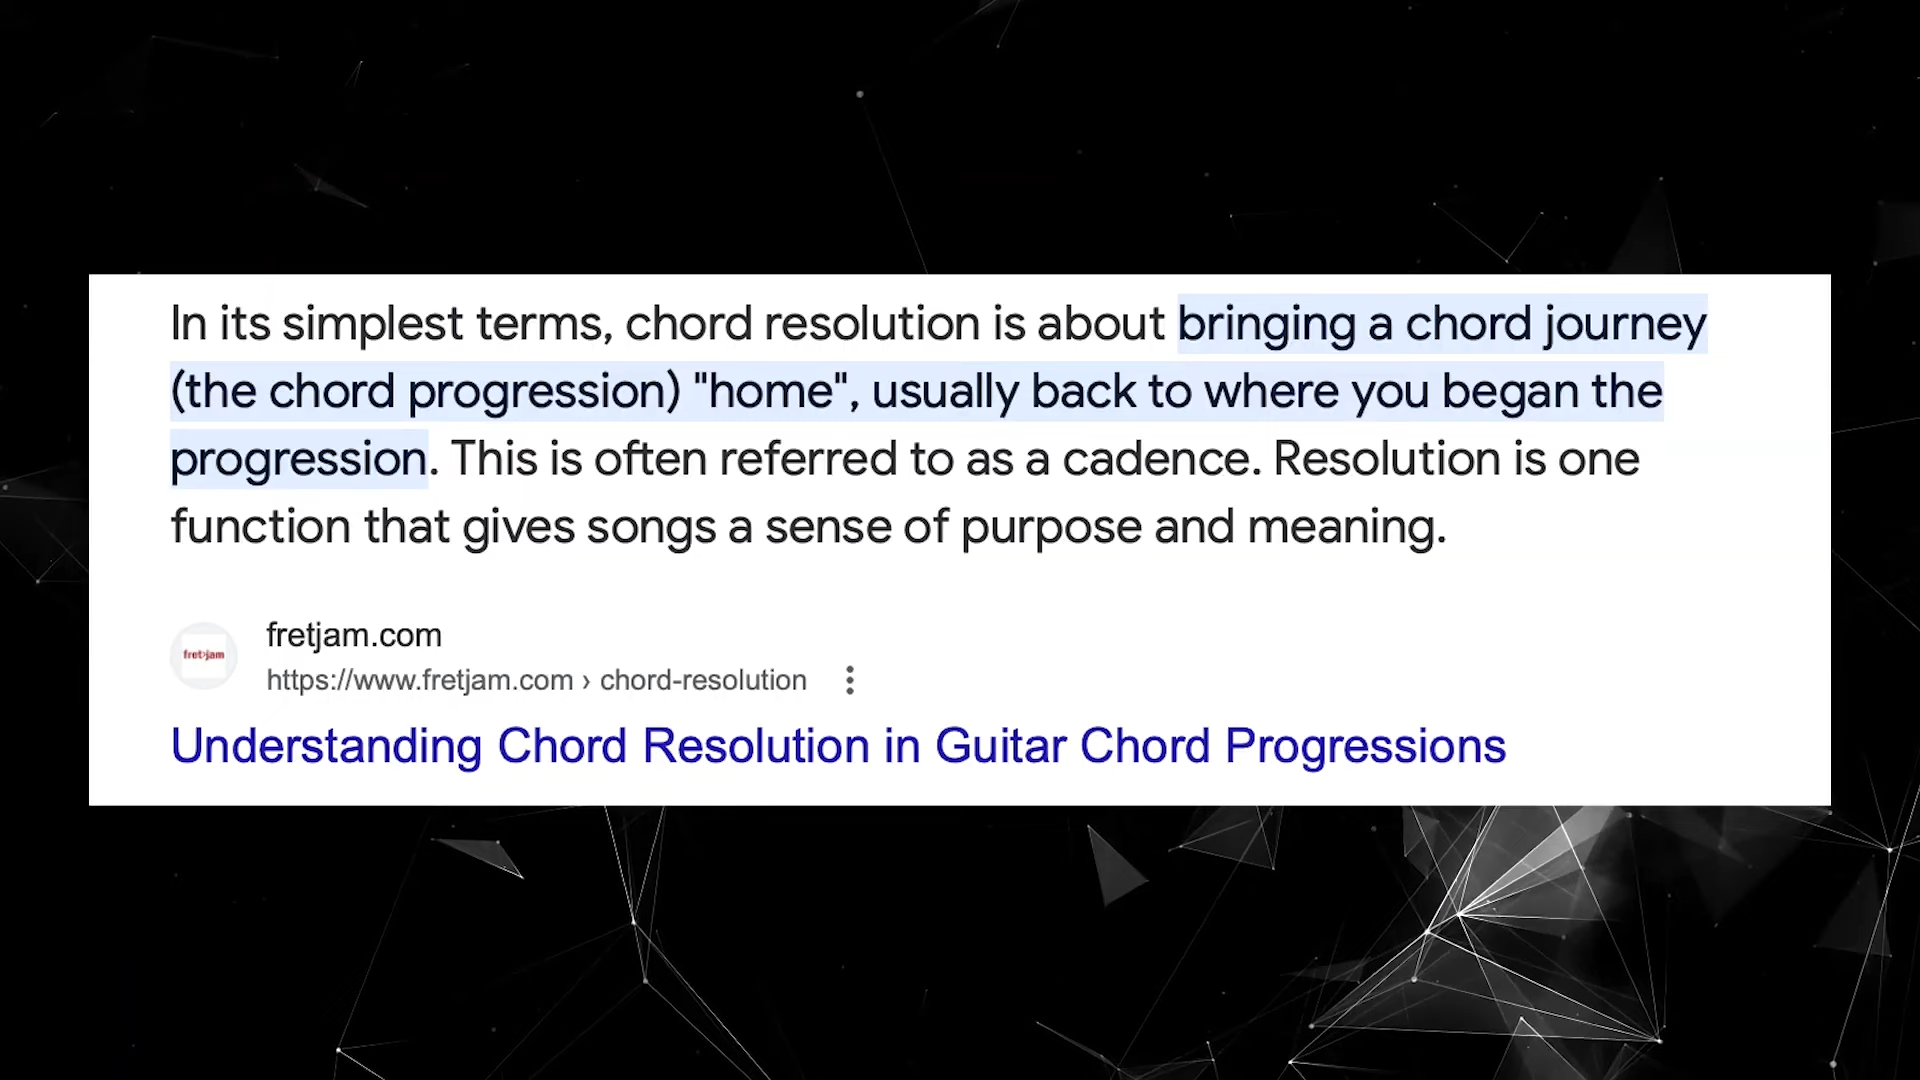 In its simplest terms, chord resolution is about bringing a chord journey
(the chord progression) "home", usually back to where you began the
progression. This is often referred to as a cadence. Resolution is one
function that gives songs a sense of purpose and meaning.
fret›jam
fretjam.com
https://www.fretjam.com › chord-resolution
Understanding Chord Resolution in Guitar Chord Progressions